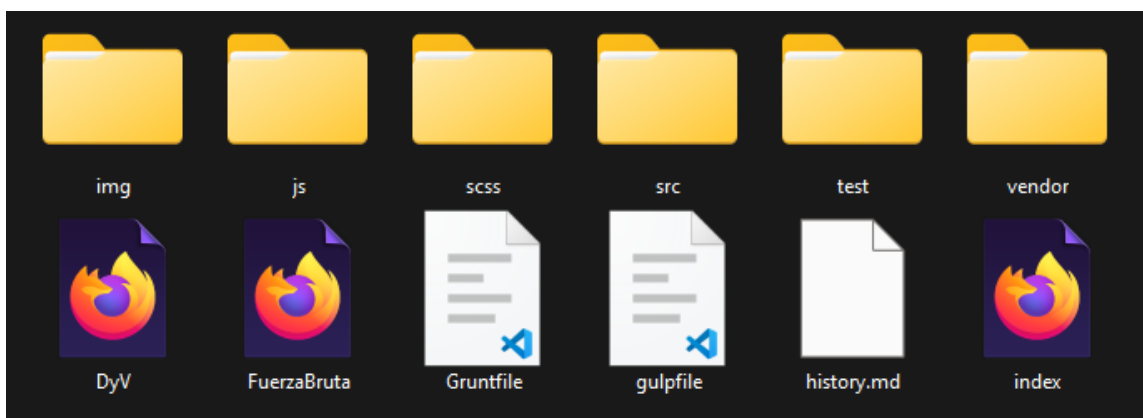 img js scss src test vendor
DyV FuerzaBruta Gruntfile gulpfile history.md index